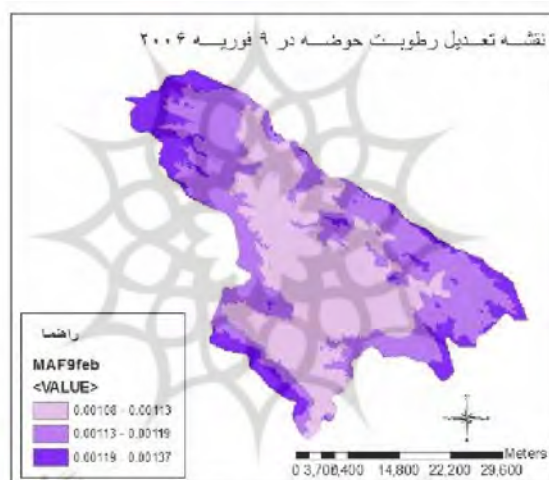 نقشه تعدیل رطوبت حوضه در ۹ فوریه ۲۰۰۶
راهنما
MAF9feb
<VALUE>
0.00108 - 0.00113
0.00113 - 0.00119
0.00119 - 0.00137
Meters
0 3,700 7,400 14,800 22,200 29,600